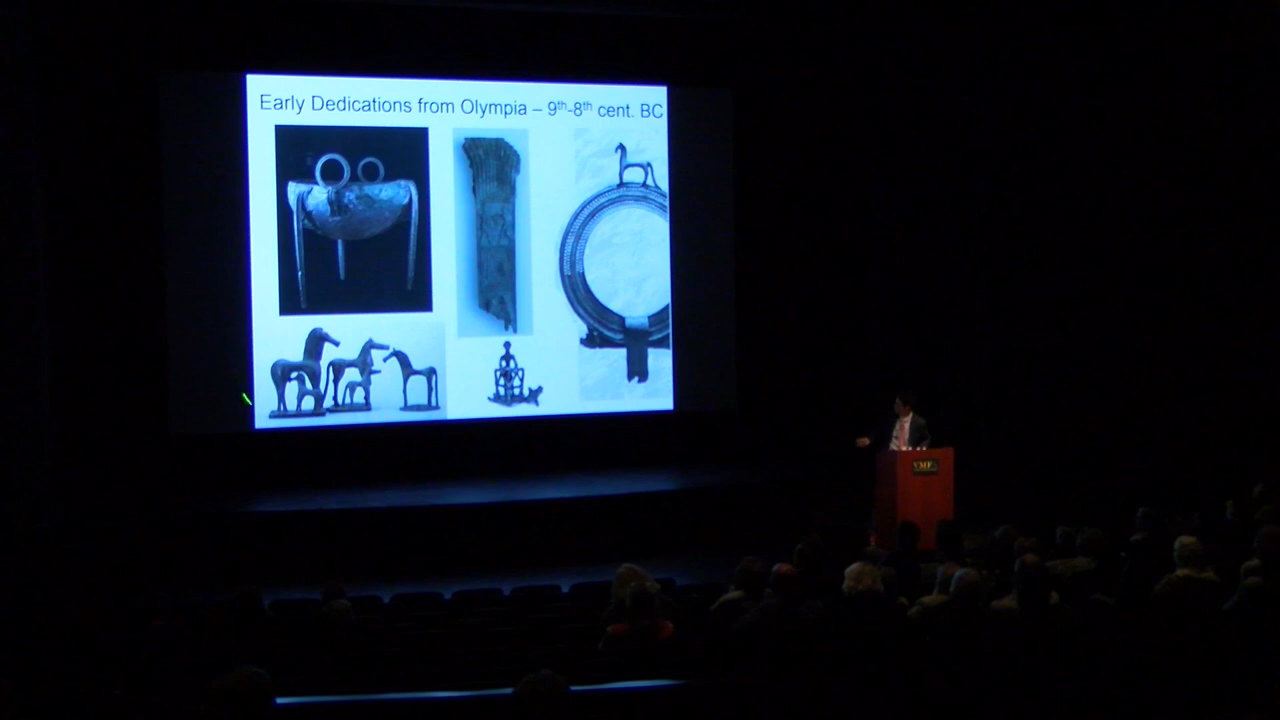 Early Dedications from Olympia – 9th-8th cent. BC
VMFA